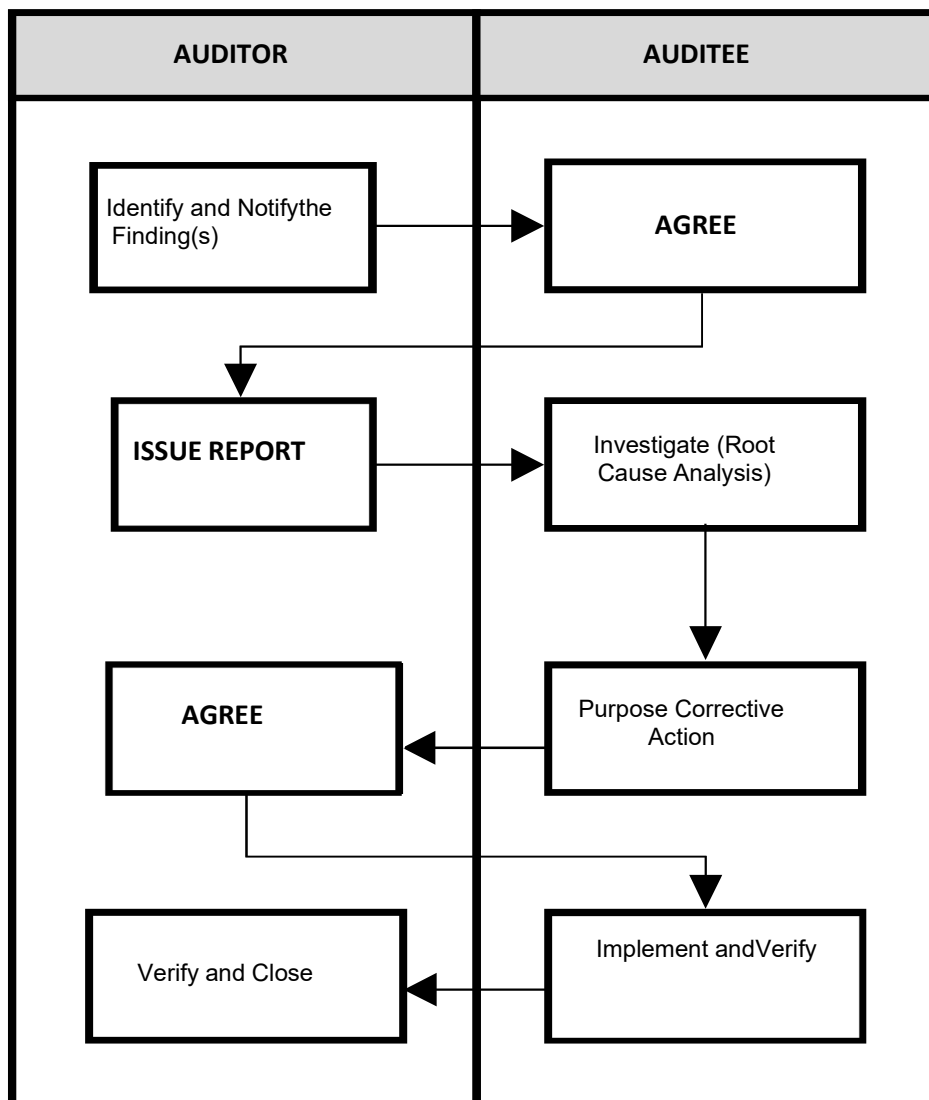 AUDITOR
AUDITEE
Identify and Notifythe
Finding(s)
AGREE
ISSUE REPORT
Investigate (Root
Cause Analysis)
AGREE
Purpose Corrective
Action
Verify and Close
Implement andVerify